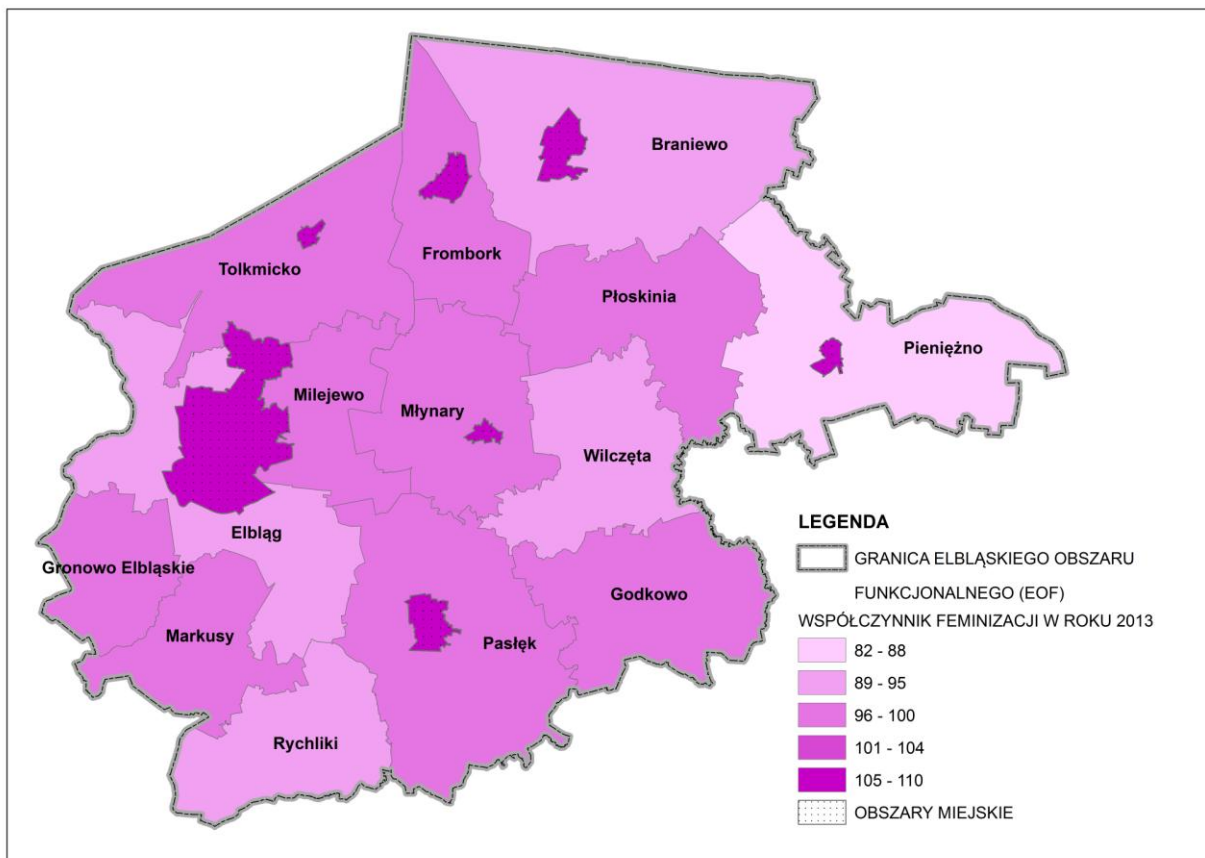 Braniewo
Frombork
Tolkmicko
Płoskinia
Pieniężno
Milejewo
Młynary
Wilczęta
Elbląg
Gronowo Elbląskie
Godkowo
Markusy
Pasłęk
Rychliki
LEGENDA
GRANICA ELBLĄSKIEGO OBSZARU
FUNKCJONALNEGO (EOF)
WSPÓŁCZYNNIK FEMINIZACJI W ROKU 2013
82 - 88
89 - 95
96 - 100
101 - 104
105 - 110
OBSZARY MIEJSKIE